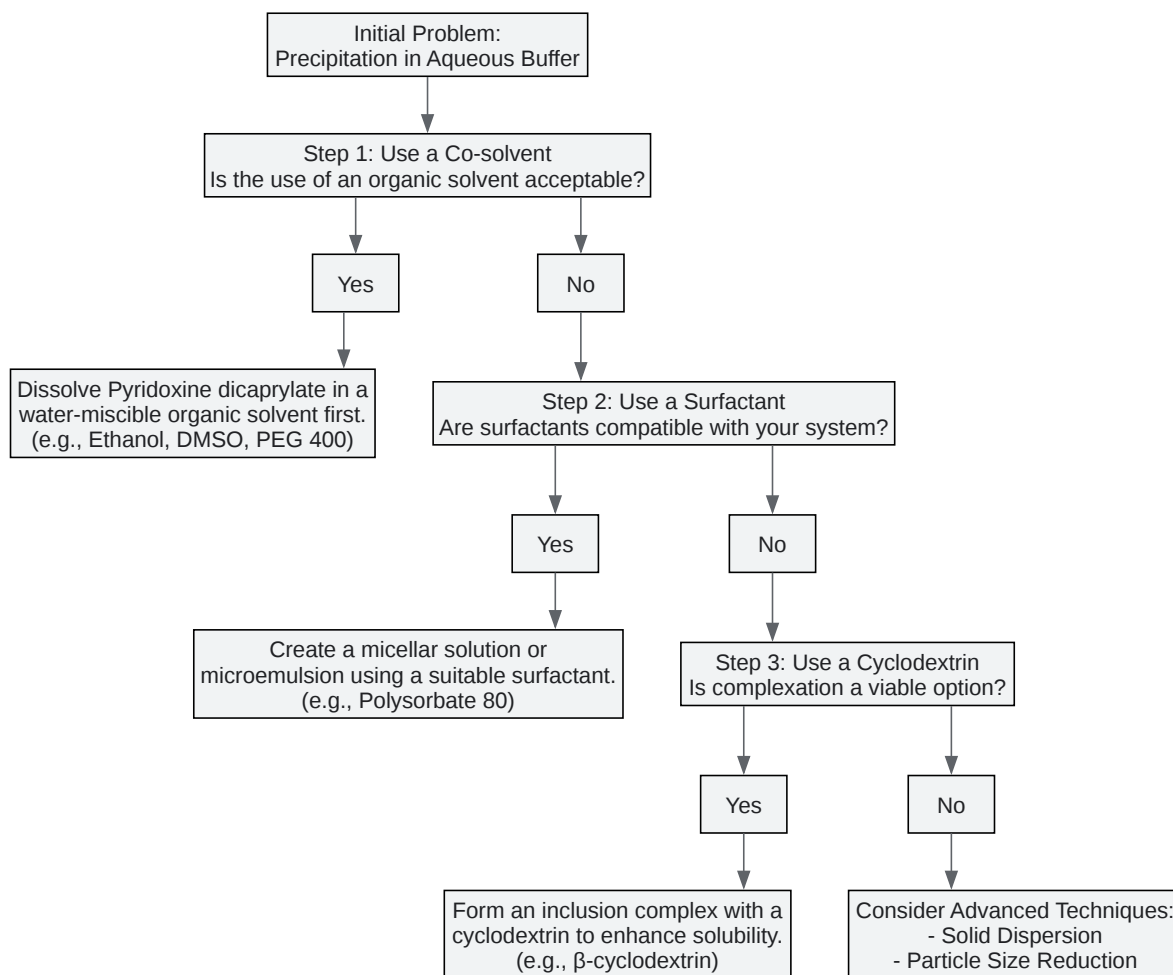 Initial Problem:
Precipitation in Aqueous Buffer
Step 1: Use a Co-solvent
Is the use of an organic solvent acceptable?
Yes
No
Dissolve Pyridoxine dicaprylate in a
water-miscible organic solvent first.
(e.g., Ethanol, DMSO, PEG 400)
Step 2: Use a Surfactant
Are surfactants compatible with your system?
Yes
No
Create a micellar solution or
microemulsion using a suitable surfactant.
(e.g., Polysorbate 80)
Step 3: Use a Cyclodextrin
Is complexation a viable option?
Yes
No
Form an inclusion complex with a
cyclodextrin to enhance solubility.
(e.g., β-cyclodextrin)
Consider Advanced Techniques:
- Solid Dispersion
- Particle Size Reduction